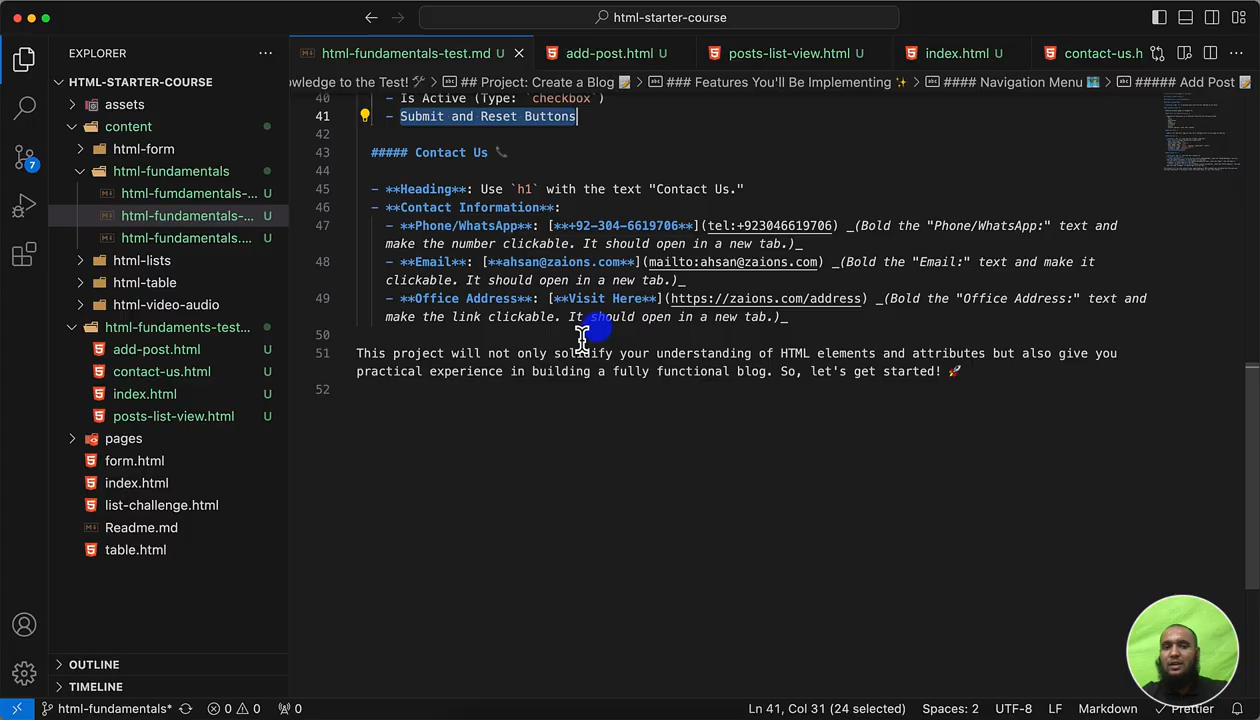 html-starter-course
EXPLORER
html-fundamentals-test.md U
add-post.html U
posts-list-view.html U
index.html U
contact-us.h
HTML-STARTER-COURSE
owledge to the Test! 🛠 > ## Project: Create a Blog 📝 > ### Features You'll Be Implementing ✨ > #### Navigation Menu 🗺️ > ##### Add Post 📝
assets
content
html-form
html-fundamentals
html-fumdamentals-... U
html-fundamentals-... U
html-fundamentals.... U
html-lists
html-table
html-video-audio
html-fundaments-test...
add-post.html U
contact-us.html U
index.html U
posts-list-view.html U
pages
form.html
index.html
list-challenge.html
Readme.md
table.html
OUTLINE
TIMELINE
40 - Is Active (Type: `checkbox`)
41 - Submit and Reset Buttons
42
43 ##### Contact Us 📞
44
45 - **Heading**: Use `h1` with the text "Contact Us."
46 - **Contact Information**:
47 - **Phone/WhatsApp**: [**+92-304-6619706**](tel:+923046619706) _(Bold the "Phone/WhatsApp:" text and
make the number clickable. It should open in a new tab.)_
48 - **Email**: [**ahsan@zaions.com**](mailto:ahsan@zaions.com) _(Bold the "Email:" text and make it
clickable. It should open in a new tab.)_
49 - **Office Address**: [**Visit Here**](https://zaions.com/address) _(Bold the "Office Address:" text and
make the link clickable. It should open in a new tab.)_
50
51 This project will not only solidify your understanding of HTML elements and attributes but also give you
practical experience in building a fully functional blog. So, let's get started! 🚀
52
7
html-fundamentals* 0 0 0
Ln 41, Col 31 (24 selected) Spaces: 2 UTF-8 LF Markdown Prettier